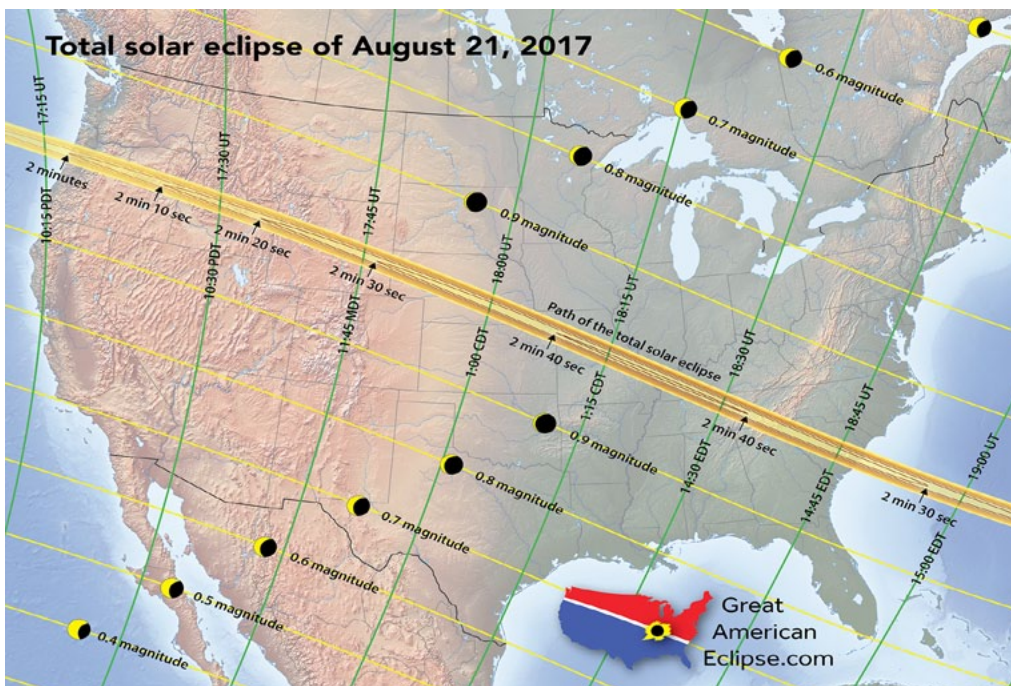 Total solar eclipse of August 21, 2017
0.6 magnitude
0.7 magnitude
0.8 magnitude
0.9 magnitude
17:15 UT
17:30 UT
17:45 UT
18:00 UT
18:15 UT
18:30 UT
18:45 UT
19:00 UT
2 minutes
2 min 10 sec
2 min 20 sec
2 min 30 sec
Path of the total solar eclipse
2 min 40 sec
2 min 40 sec
2 min 30 sec
10:15 PDT
10:30 PDT
11:45 MDT
1:00 CDT
1:15 CDT
14:30 EDT
14:45 EDT
15:00 EDT
0.9 magnitude
0.8 magnitude
0.7 magnitude
0.6 magnitude
0.5 magnitude
0.4 magnitude
Great
American
Eclipse.com